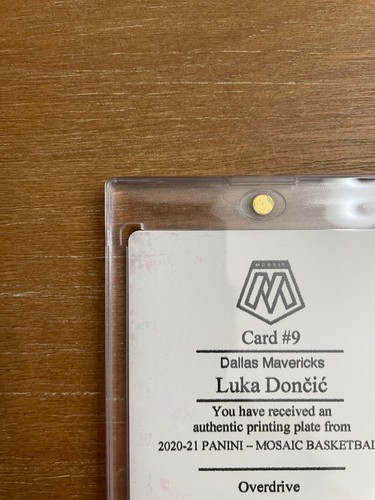 MOSAIC
Card #9
Dallas Mavericks
Luka Dončić
You have received an
authentic printing plate from
2020-21 PANINI – MOSAIC BASKETBAL
Overdrive